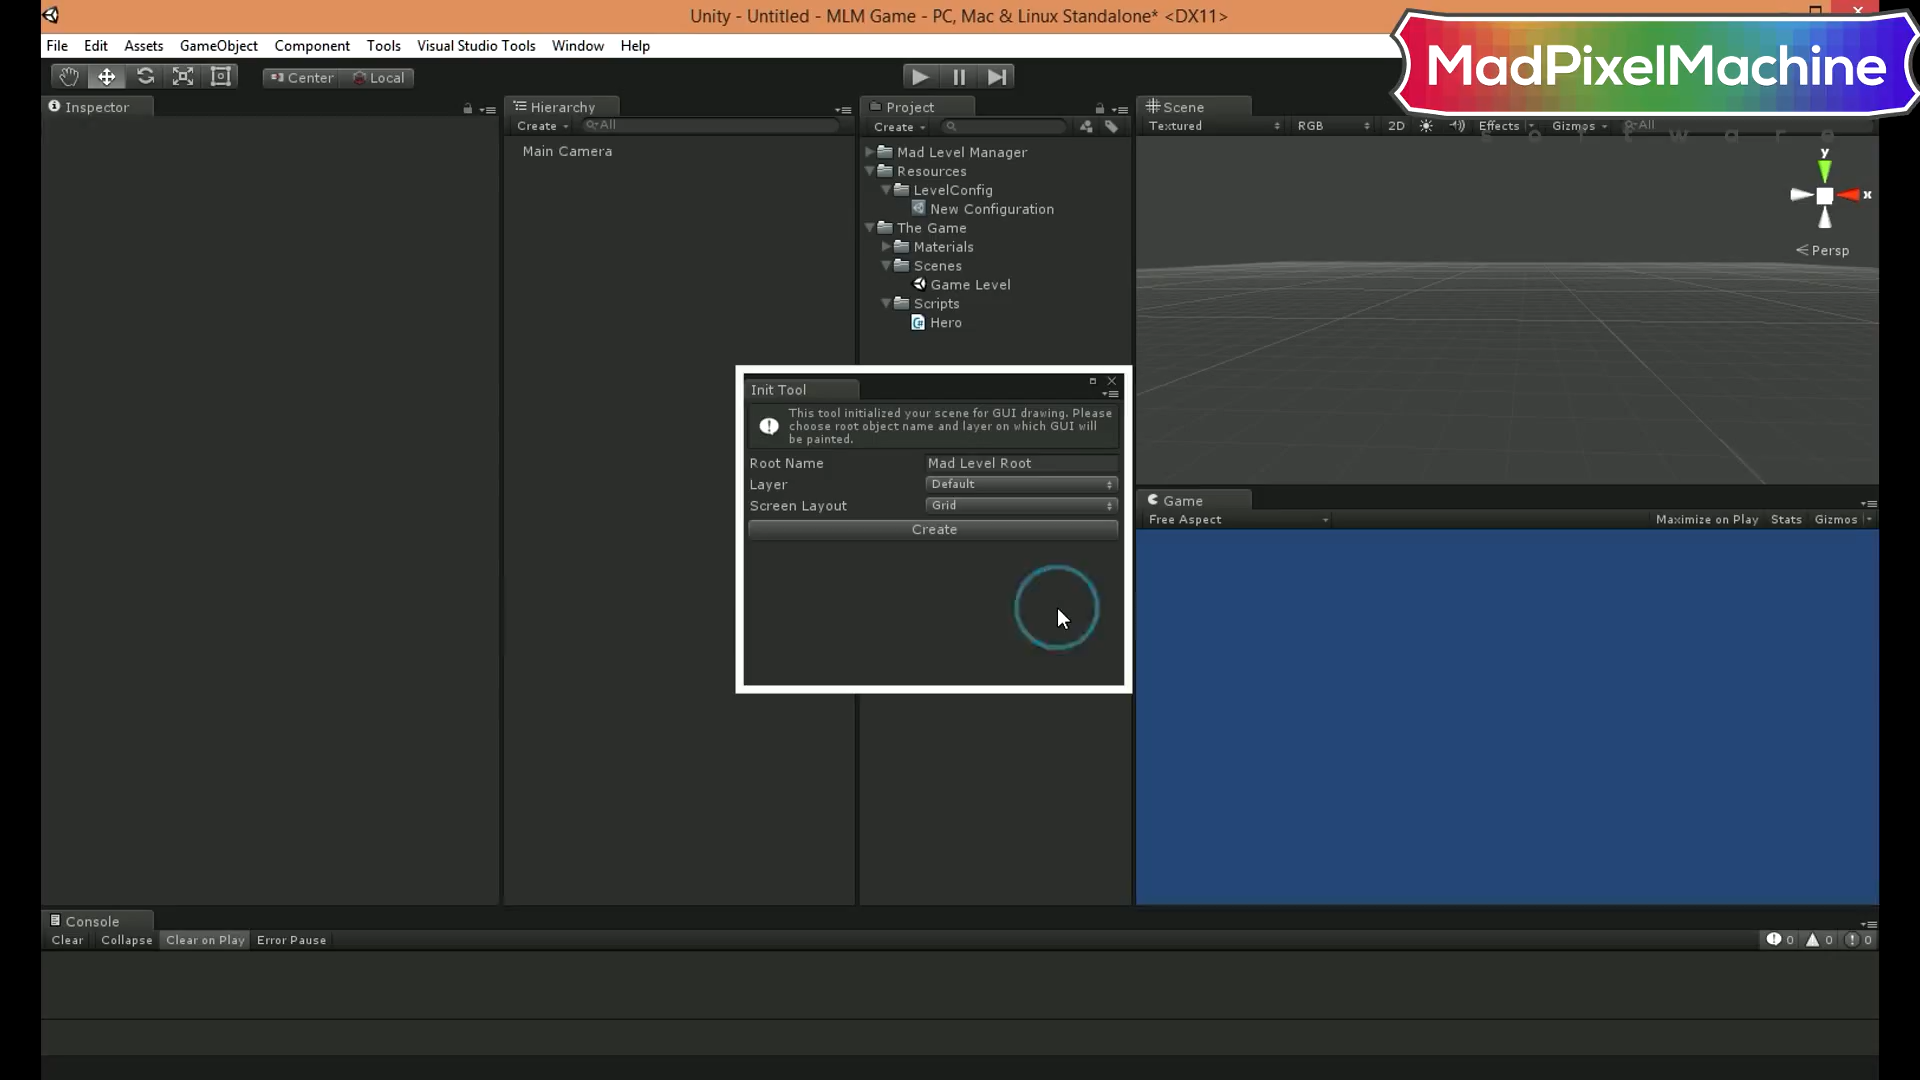 Unity - Untitled - MLM Game - PC, Mac & Linux Standalone* <DX11>
File Edit Assets GameObject Component Tools Visual Studio Tools Window Help
MadPixelMachine
s o f t w a r e
Center Local
Inspector
Hierarchy
Create All
Main Camera
Project
Create
Mad Level Manager
Resources
LevelConfig
New Configuration
The Game
Materials
Scenes
Game Level
Scripts
Hero
Scene
Textured RGB 2D Effects Gizmos All
y
x
Persp
Init Tool
This tool initialized your scene for GUI drawing. Please
choose root object name and layer on which GUI will
be painted.
Root Name Mad Level Root
Layer Default
Screen Layout Grid
Create
Game
Free Aspect Maximize on Play Stats Gizmos
Console
Clear Collapse Clear on Play Error Pause 0 0 0